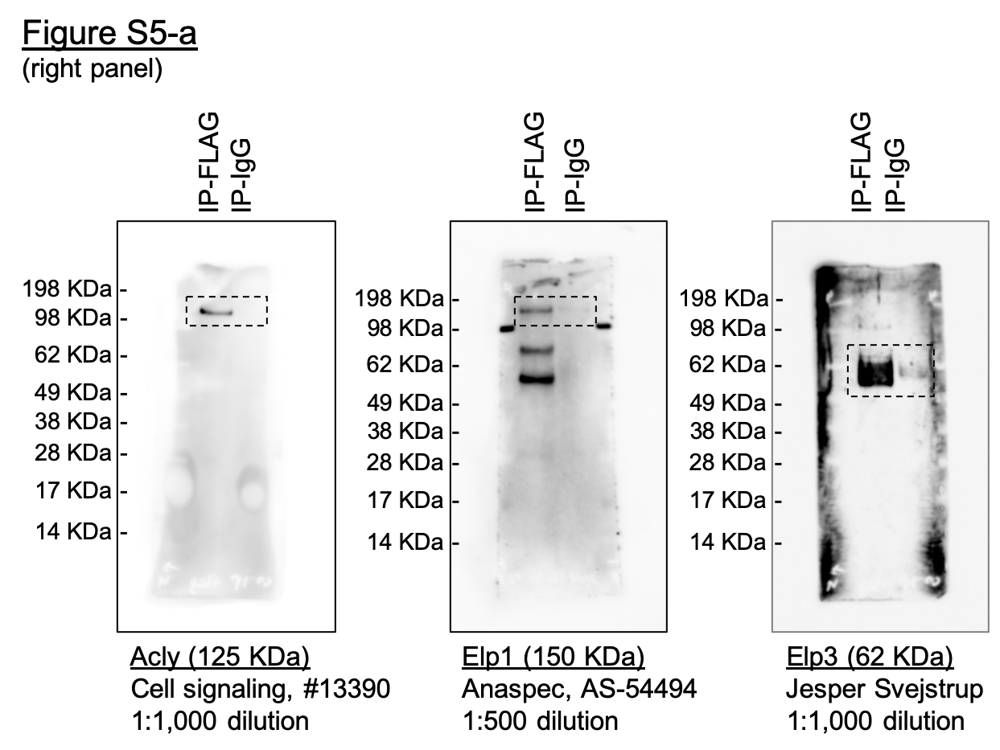 Figure S5-a
(right panel)
IP-FLAG
IP-IgG
198 KDa -
98 KDa -
62 KDa -
49 KDa -
38 KDa -
28 KDa -
17 KDa -
14 KDa -
Acly (125 KDa)
Cell signaling, #13390
1:1,000 dilution
IP-FLAG
IP-IgG
198 KDa -
98 KDa -
62 KDa -
49 KDa -
38 KDa -
28 KDa -
17 KDa -
14 KDa -
Elp1 (150 KDa)
Anaspec, AS-54494
1:500 dilution
IP-FLAG
IP-IgG
198 KDa -
98 KDa -
62 KDa -
49 KDa -
38 KDa -
28 KDa -
17 KDa -
14 KDa -
Elp3 (62 KDa)
Jesper Svejstrup
1:1,000 dilution